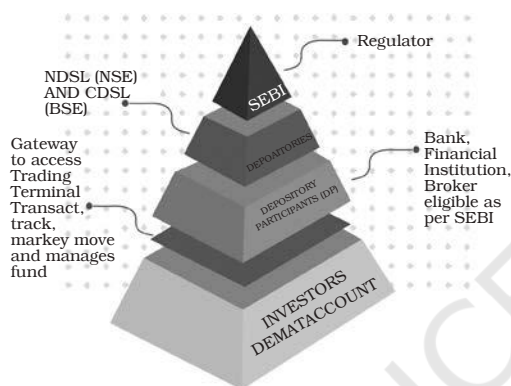 Regulator
SEBI
NDSL (NSE)
AND CDSL
(BSE)
DEPOAITORIES
Gateway
to access
Trading
Terminal
Transact,
track,
markey move
and manages
fund
Bank,
Financial
Institution,
Broker
eligible as
per SEBI
DEPOSITORY
PARTICIPANTS (DP)
INVESTORS
DEMATACCOUNT